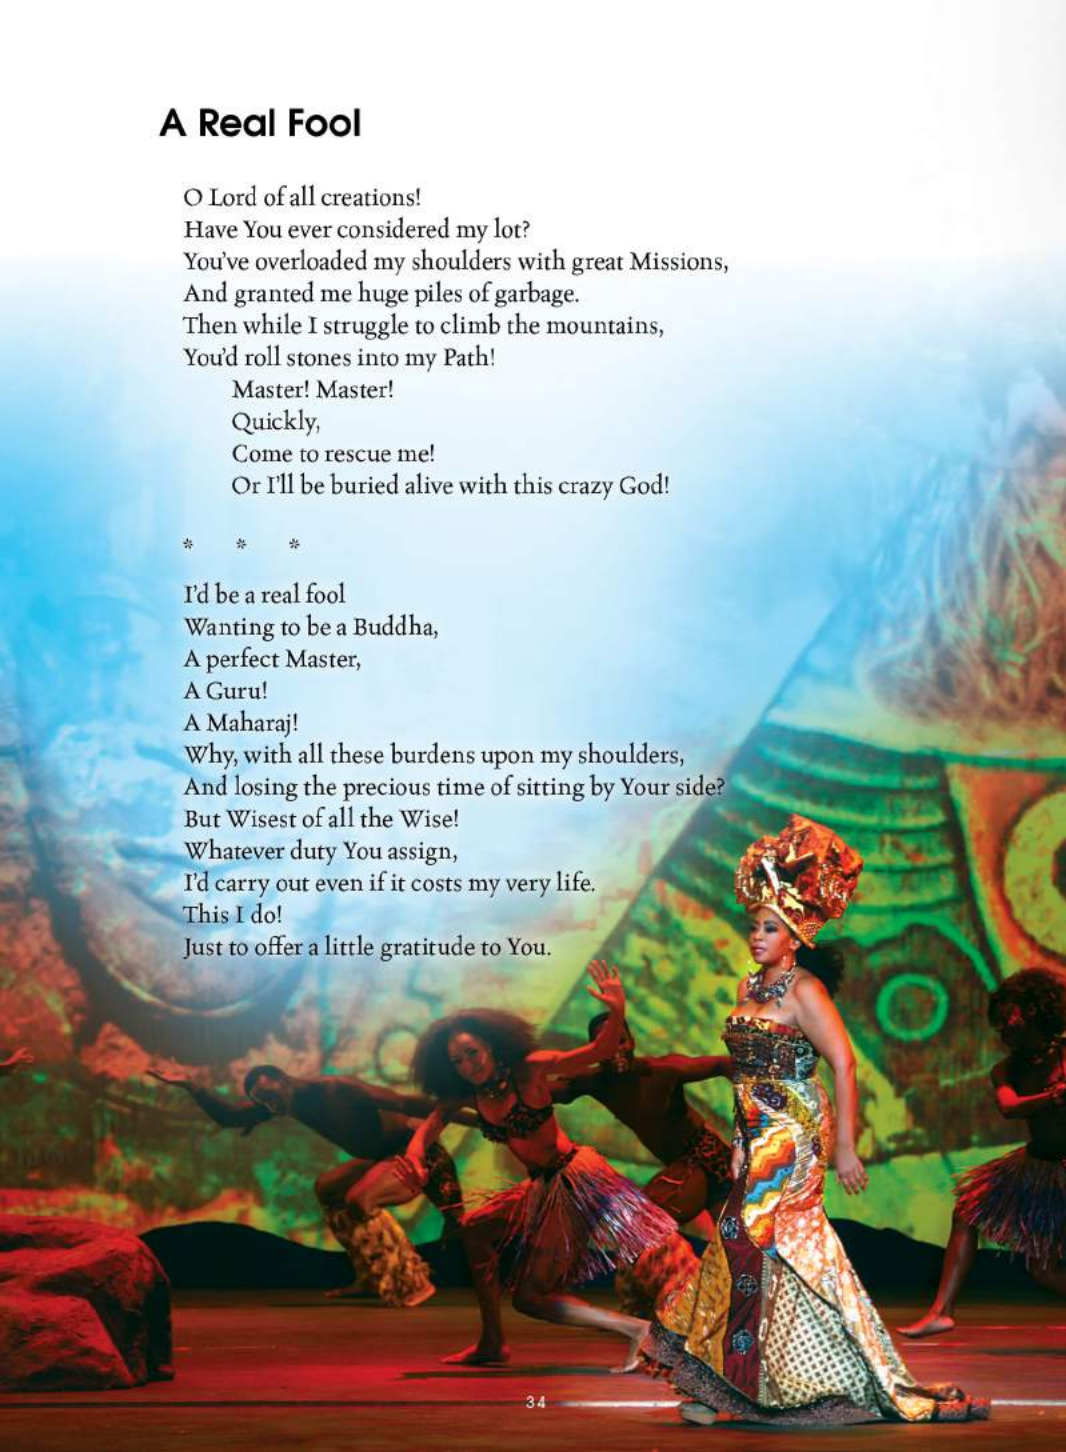 A Real Fool
O Lord of all creations!
Have You ever considered my lot?
You've overloaded my shoulders with great Missions,
And granted me huge piles of garbage.
Then while I struggle to climb the mountains,
You'd roll stones into my Path!
Master! Master!
Quickly,
Come to rescue me!
Or I'll be buried alive with this crazy God!
* * *
I'd be a real fool
Wanting to be a Buddha,
A perfect Master,
A Guru!
A Maharaj!
Why, with all these burdens upon my shoulders,
And losing the precious time of sitting by Your side?
But Wisest of all the Wise!
Whatever duty You assign,
I'd carry out even if it costs my very life.
This I do!
Just to offer a little gratitude to You.
34